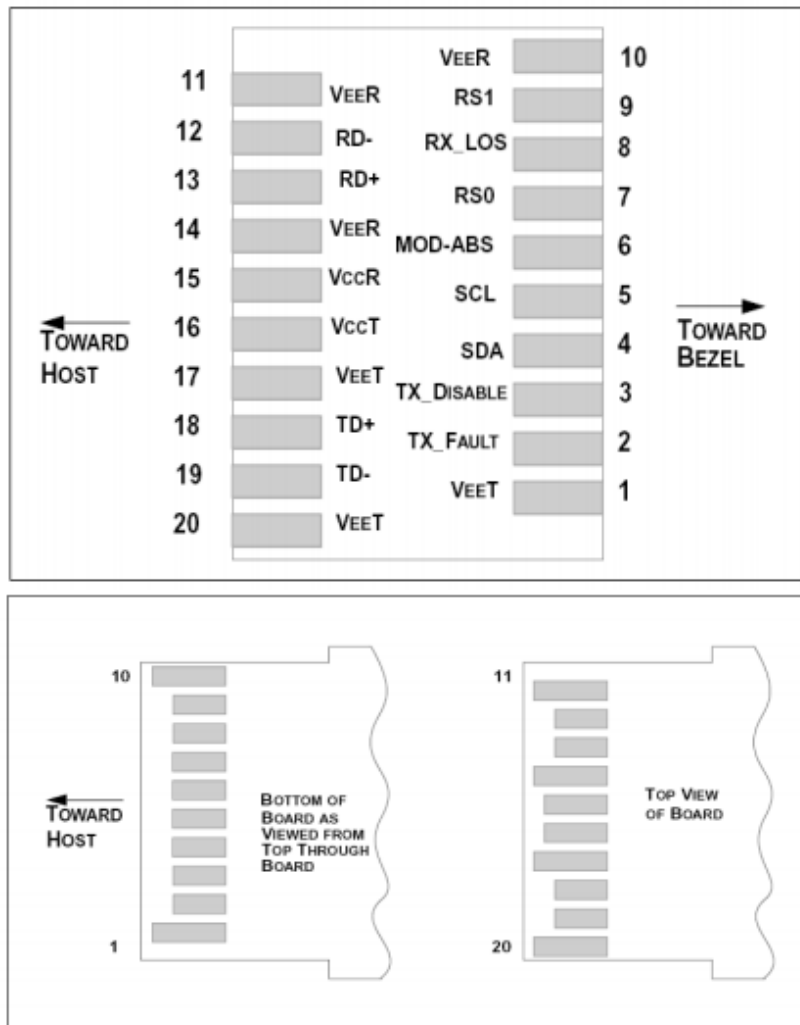 11 VEER
12 RD-
13 RD+
14 VEER
15 VCCR
16 VCCT
17 VEET
18 TD+
19 TD-
20 VEET
TOWARD
HOST
VEER 10
RS1 9
RX_LOS 8
RS0 7
MOD-ABS 6
SCL 5
SDA 4
TX_DISABLE 3
TX_FAULT 2
VEET 1
TOWARD
BEZEL
10
1
TOWARD
HOST
BOTTOM OF
BOARD AS
VIEWED FROM
TOP THROUGH
BOARD
11
20
TOP VIEW
OF BOARD